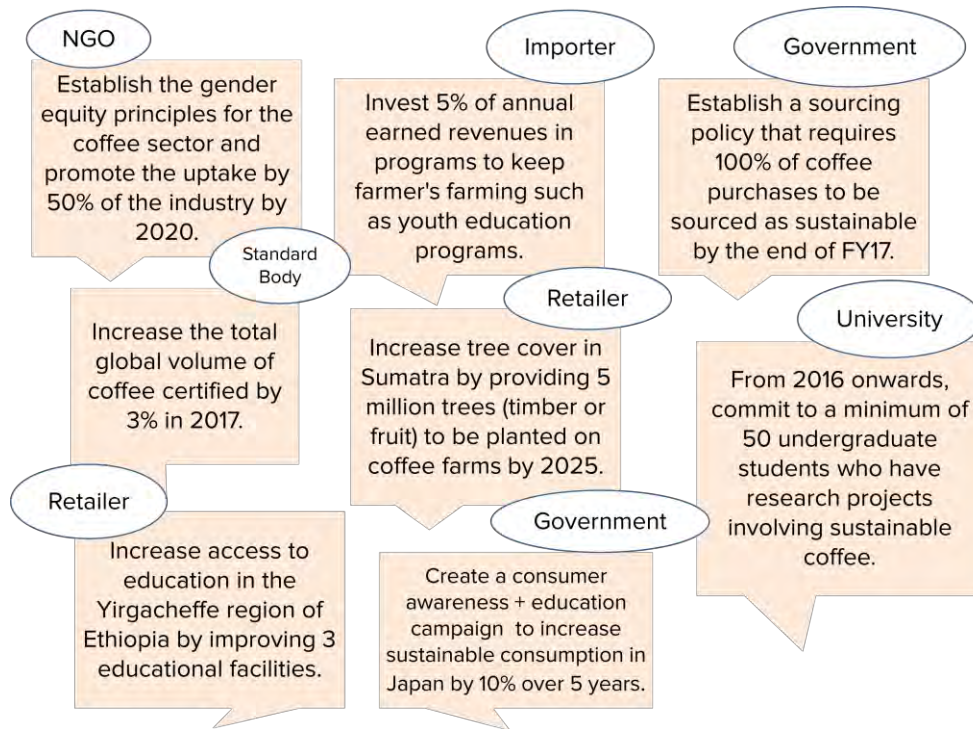 NGO
Establish the gender
equity principles for the
coffee sector and
promote the uptake by
50% of the industry by
2020.
Importer
Invest 5% of annual
earned revenues in
programs to keep
farmer's farming such
as youth education
programs.
Government
Establish a sourcing
policy that requires
100% of coffee
purchases to be
sourced as sustainable
by the end of FY17.
Standard
Body
Increase the total
global volume of
coffee certified by
3% in 2017.
Retailer
Increase tree cover in
Sumatra by providing 5
million trees (timber or
fruit) to be planted on
coffee farms by 2025.
University
From 2016 onwards,
commit to a minimum of
50 undergraduate
students who have
research projects
involving sustainable
coffee.
Retailer
Increase access to
education in the
Yirgacheffe region of
Ethiopia by improving 3
educational facilities.
Government
Create a consumer
awareness + education
campaign to increase
sustainable consumption in
Japan by 10% over 5 years.